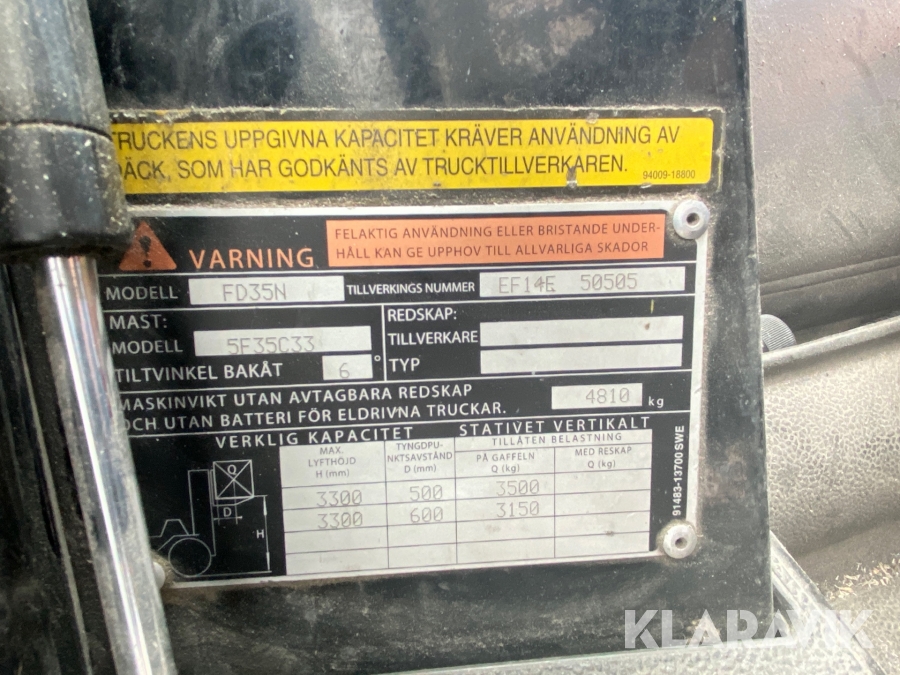 TRUCKENS UPPGIVNA KAPACITET KRÄVER ANVÄNDNING AV
DÄCK, SOM HAR GODKÄNTS AV TRUCKTILLVERKAREN.
94009-18800
VARNING
FELAKTIG ANVÄNDNING ELLER BRISTANDE UNDER-
HÅLL KAN GE UPPHOV TILL ALLVARLIGA SKADOR
MODELL FD35N TILLVERKINGS NUMMER EF14E 50505
MAST:
MODELL 5F35C33
TILTVINKEL BAKÅT 6 °
REDSKAP:
TILLVERKARE
TYP
MASKINVIKT UTAN AVTAGBARA REDSKAP
OCH UTAN BATTERI FÖR ELDRIVNA TRUCKAR.
4810 kg
VERKLIG KAPACITET STATIVET VERTIKALT
MAX.
LYFTHÖJD
H (mm)
TYNGDPU-
NKTSAVSTÅND
D (mm)
TILLÅTEN BELASTNING
PÅ GAFFELN
Q (kg)
MED RESKAP
Q (kg)
3300 500 3500
3300 600 3150
Q
D
H
91483-13700 SWE
KLARAVIK